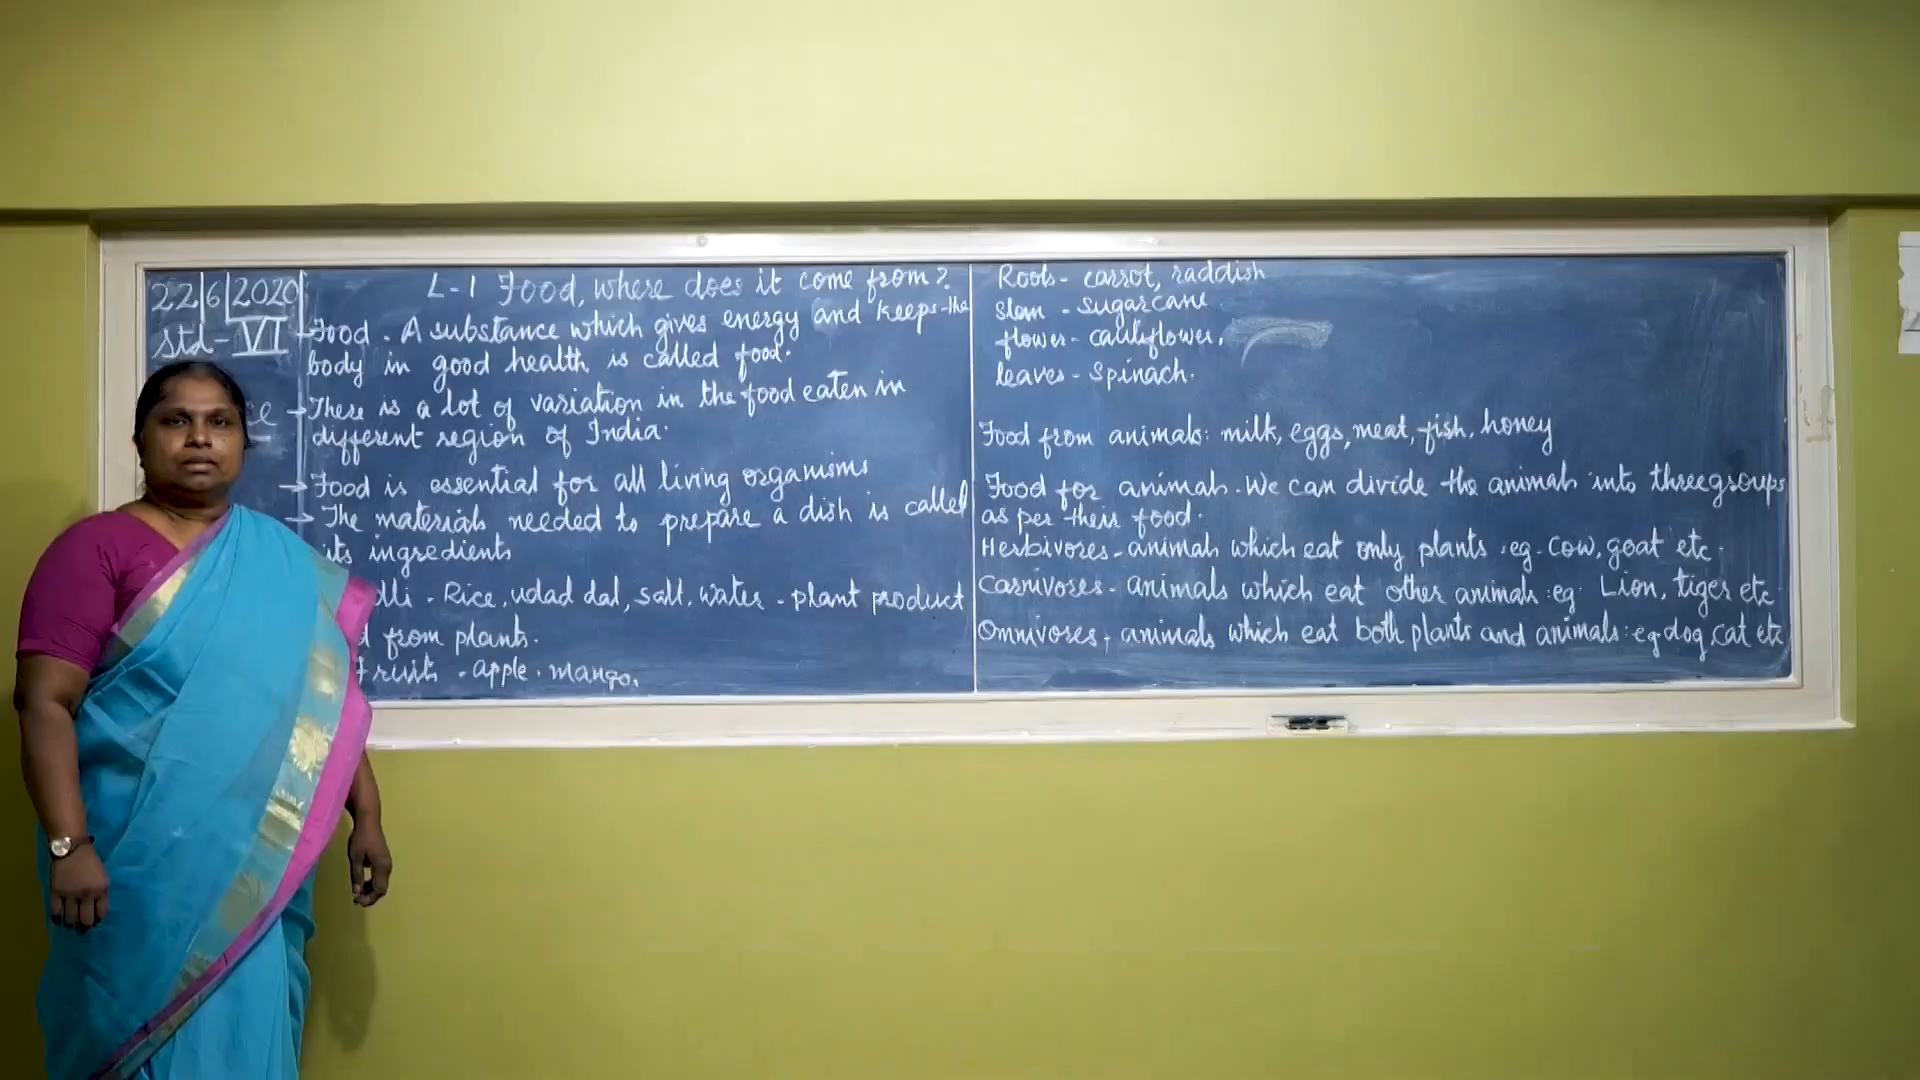 22|6|2020
Std - VI
L-1 Food, where does it come from?
Food. A substance which gives energy and keeps the
body in good health is called food.
→ There is a lot of variation in the food eaten in
different region of India.
→ Food is essential for all living organisms
→ The materials needed to prepare a dish is called
its ingredients
dli - Rice, udad dal, salt, water - plant product
d from plants.
Fruits - apple, mango,
Roots - carrot, raddish
stem - sugarcane
flower - cauliflower,
leaves - Spinach.
Food from animals: milk, eggs, meat, fish, honey
Food for animals. We can divide the animals into three groups
as per their food.
Herbivores - animals which eat only plants. eg. Cow, goat etc.
Carnivores - animals which eat other animals: eg Lion, tiger etc
Omnivores - animals which eat both plants and animals: eg dog, cat etc